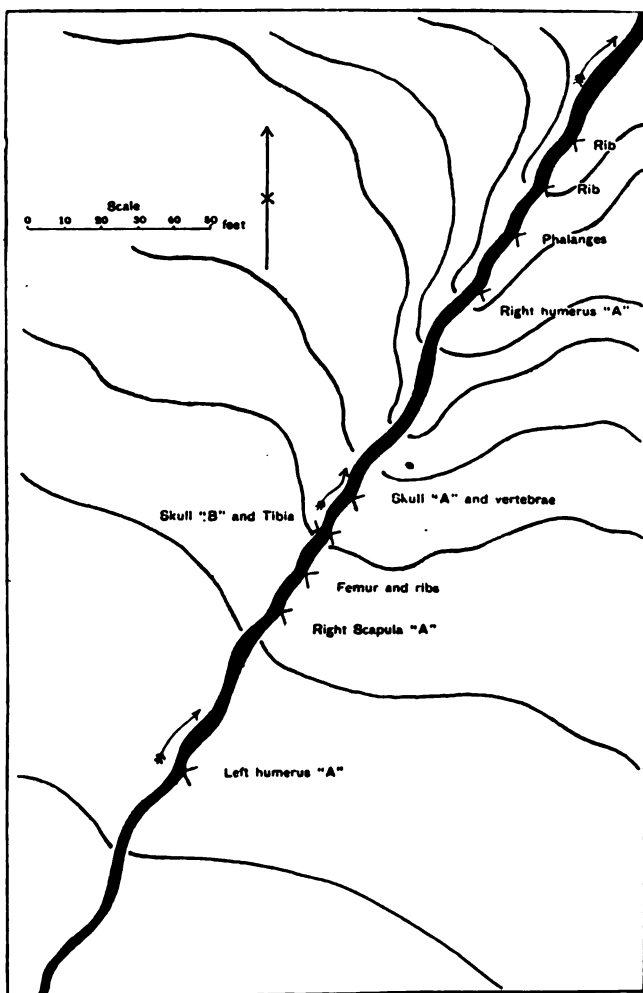 Scale
0 10 20 30 40 50 feet
Rib
Rib
Phalanges
Right humerus "A"
Skull "A" and vertebrae
Skull "B" and Tibia
Femur and ribs
Right Scapula "A"
Left humerus "A"